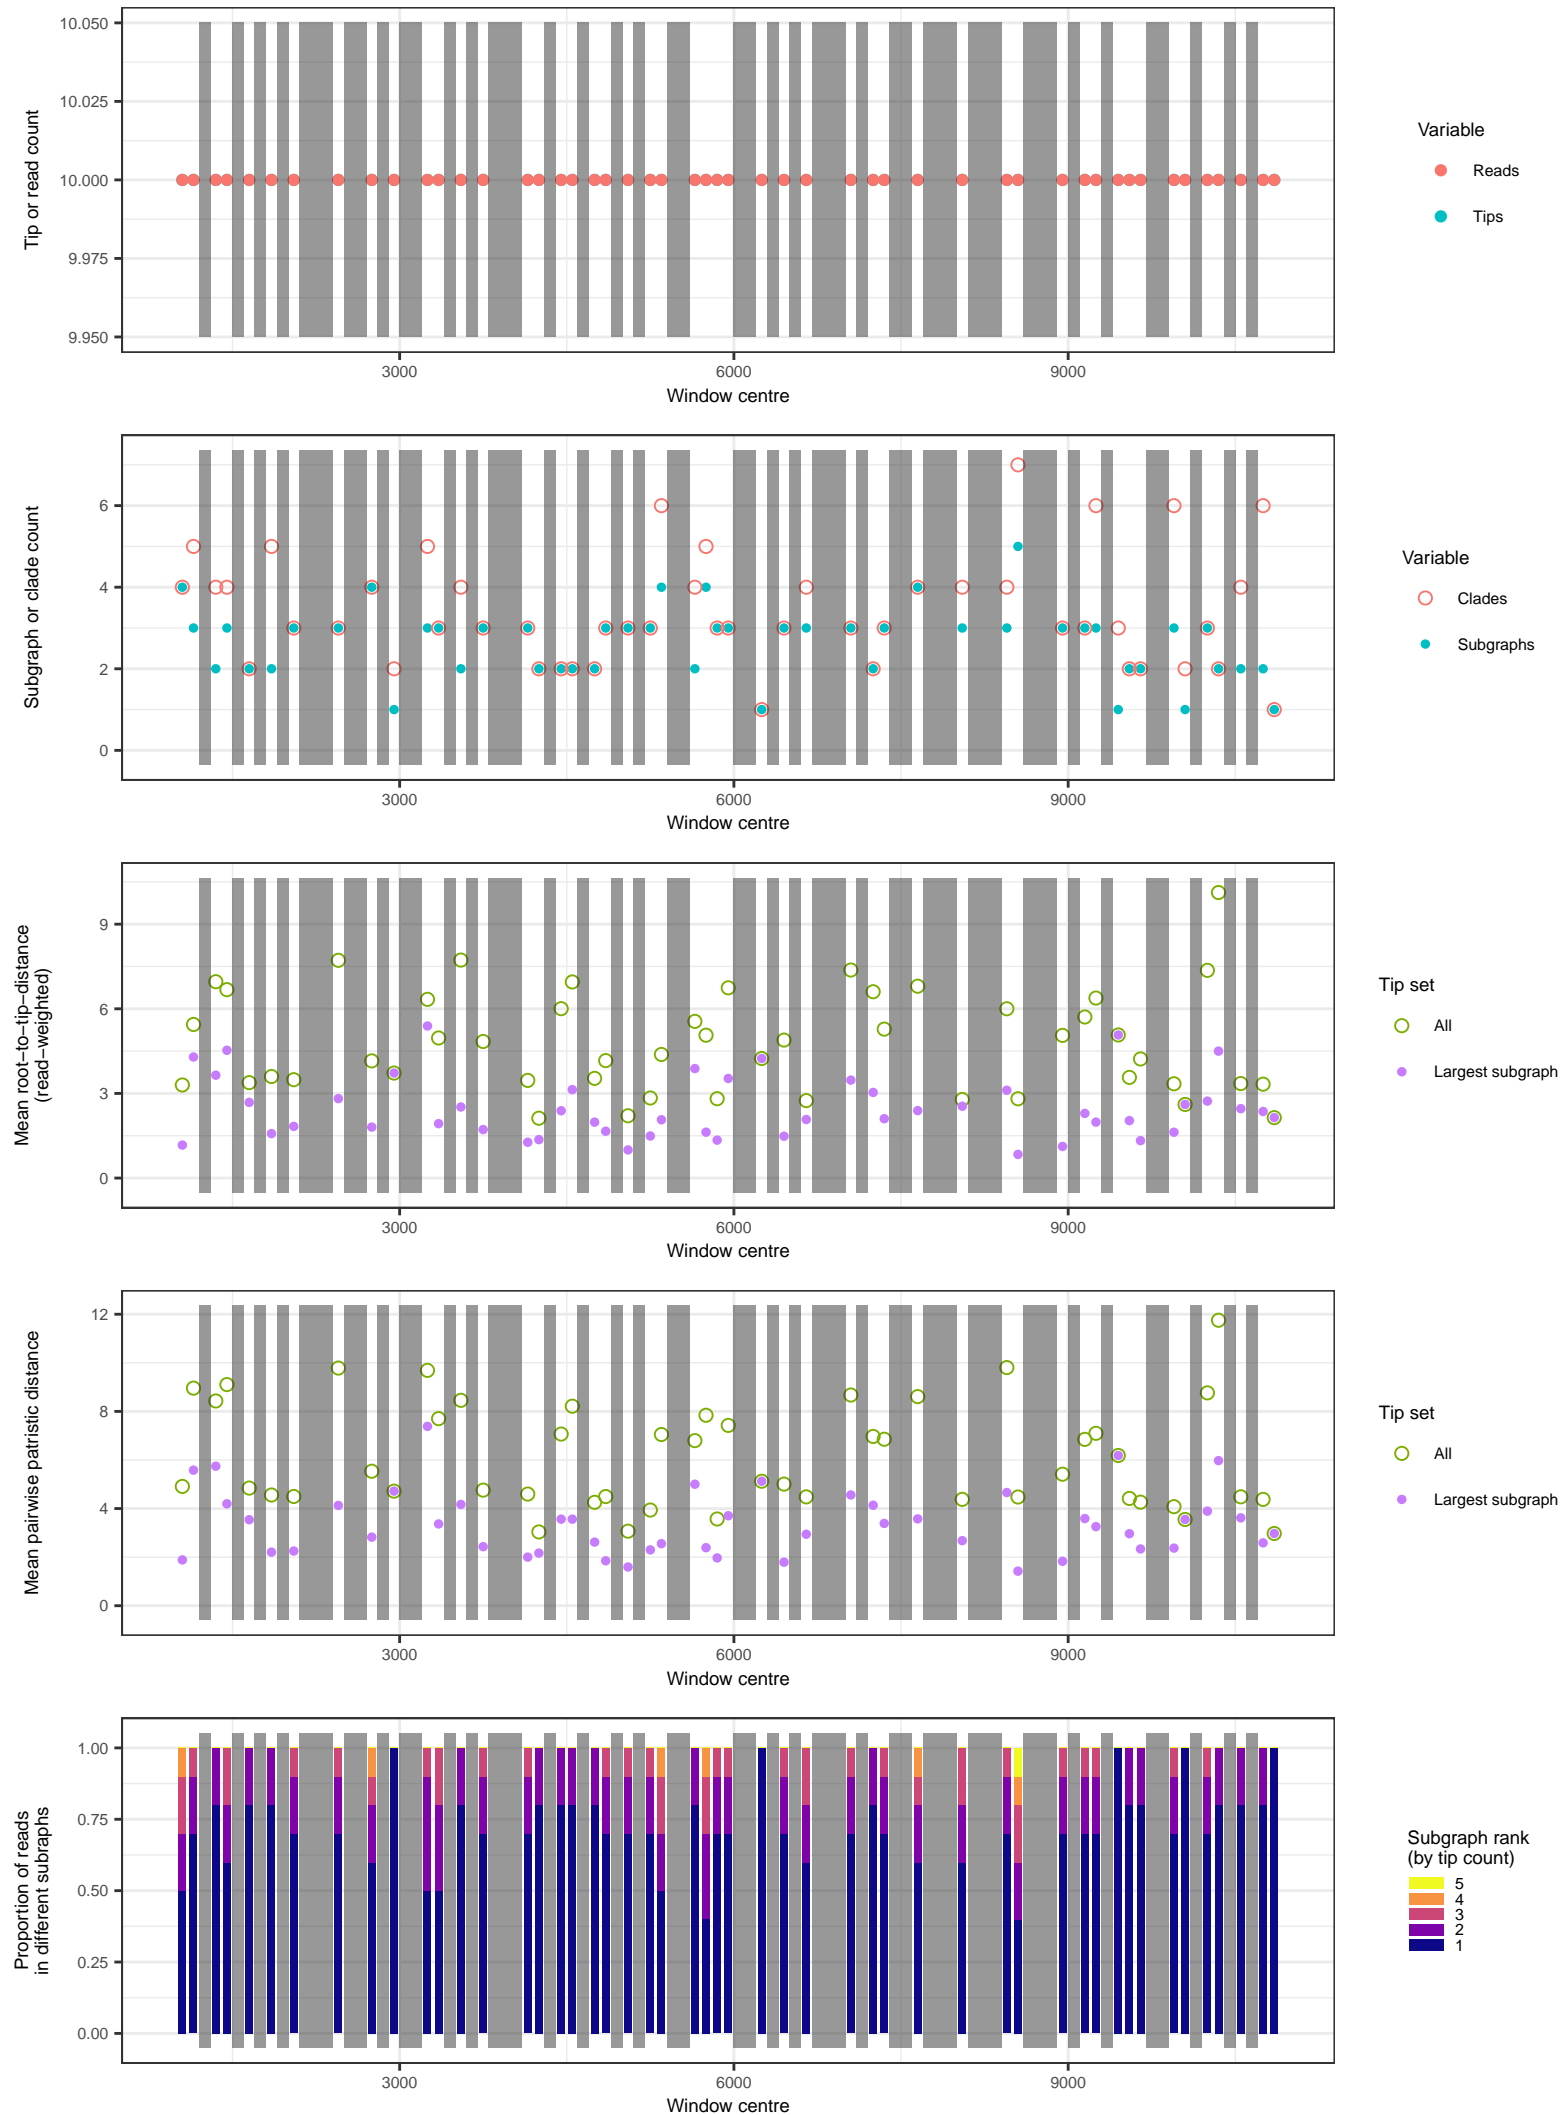 10.050
10.025
10.000
9.975
9.950
Tip or read count
3000 6000 9000
Window centre
Variable
Reads
Tips
6
4
2
0
Subgraph or clade count
3000 6000 9000
Window centre
Variable
Clades
Subgraphs
9
6
3
0
Mean root−to−tip−distance
(read−weighted)
3000 6000 9000
Window centre
Tip set
All
Largest subgraph
12
8
4
0
Mean pairwise patristic distance
3000 6000 9000
Window centre
Tip set
All
Largest subgraph
1.00
0.75
0.50
0.25
0.00
Proportion of reads
in different subraphs
3000 6000 9000
Window centre
Subgraph rank
(by tip count)
5
4
3
2
1